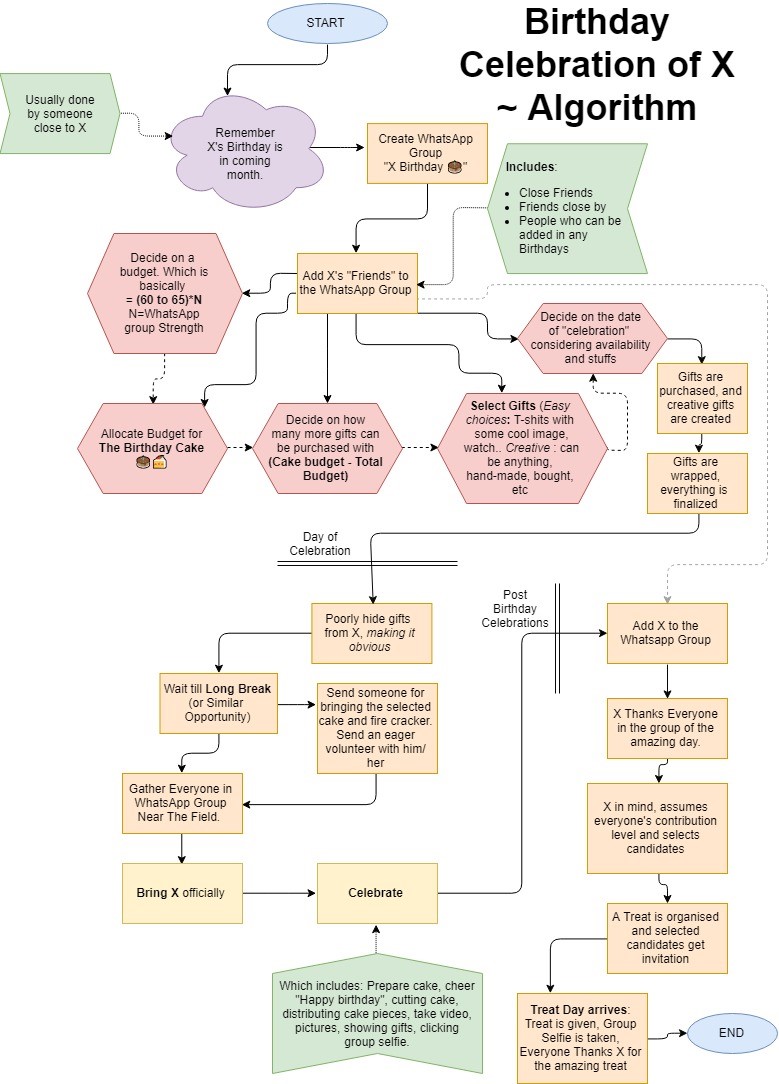 Birthday
Celebration of X
~ Algorithm
START
Usually done
by someone
close to X
Remember
X's Birthday is
in coming
month.
Create WhatsApp
Group
"X Birthday 🎂"
Includes:
• Close Friends
• Friends close by
• People who can be
added in any
Birthdays
Add X's "Friends" to
the WhatsApp Group
Decide on a
budget. Which is
basically
= (60 to 65)*N
N=WhatsApp
group Strength
Decide on the date
of "celebration"
considering availability
and stuffs
Allocate Budget for
The Birthday Cake
🎂🍰
Decide on how
many more gifts can
be purchased with
(Cake budget - Total
Budget)
Select Gifts (Easy
choices: T-shirts with
some cool image,
watch.. Creative : can
be anything,
hand-made, bought,
etc
Gifts are
purchased, and
creative gifts
are created
Gifts are
wrapped,
everything is
finalized
Day of
Celebration
Poorly hide gifts
from X, making it
obvious
Wait till Long Break
(or Similar
Opportunity)
Send someone for
bringing the selected
cake and fire cracker.
Send an eager
volunteer with him/
her
Gather Everyone in
WhatsApp Group
Near The Field.
Bring X officially
Celebrate
Which includes: Prepare cake, cheer
"Happy birthday", cutting cake,
distributing cake pieces, take video,
pictures, showing gifts, clicking
group selfie.
Post
Birthday
Celebrations
Add X to the
Whatsapp Group
X Thanks Everyone
in the group of the
amazing day.
X in mind, assumes
everyone's contribution
level and selects
candidates
A Treat is organised
and selected
candidates get
invitation
Treat Day arrives:
Treat is given, Group
Selfie is taken,
Everyone Thanks X for
the amazing treat
END